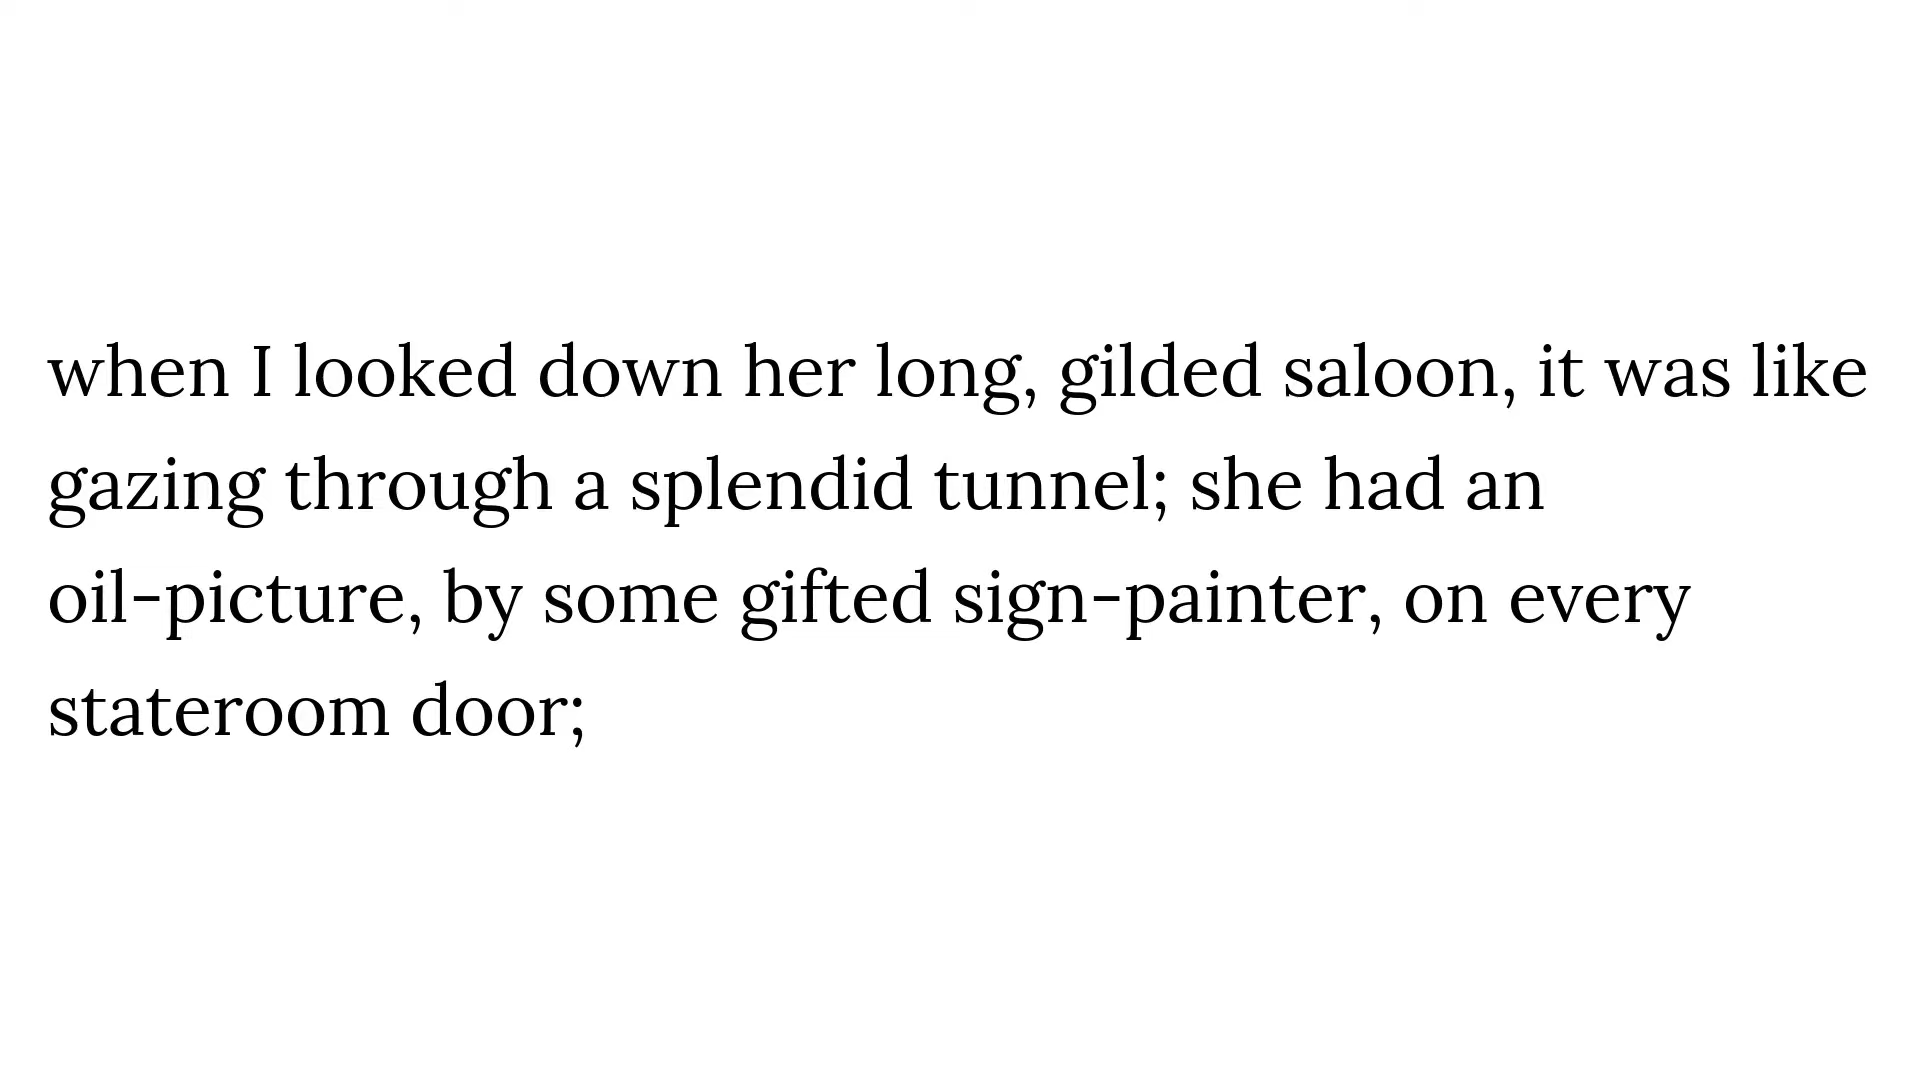 when I looked down her long, gilded saloon, it was like
gazing through a splendid tunnel; she had an
oil-picture, by some gifted sign-painter, on every
stateroom door;